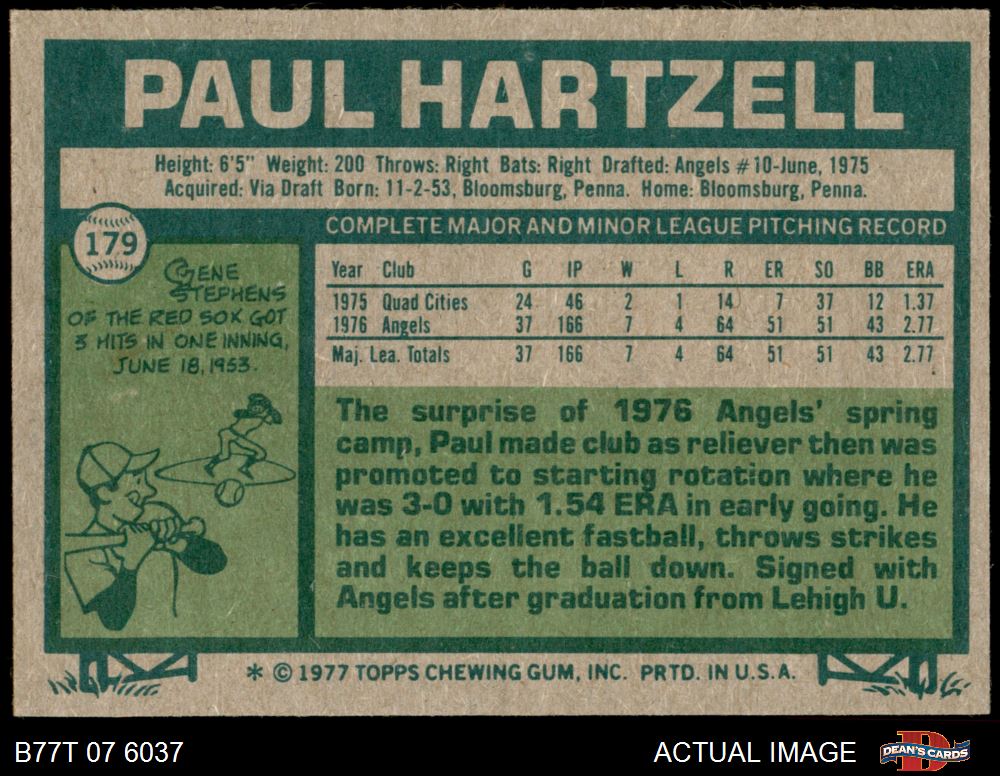 PAUL HARTZELL
Height: 6'5" Weight: 200 Throws: Right Bats: Right Drafted: Angels #10-June, 1975
Acquired: Via Draft Born: 11-2-53, Bloomsburg, Penna. Home: Bloomsburg, Penna.
179
GENE
STEPHENS
OF THE RED SOX GOT
3 HITS IN ONE INNING,
JUNE 18, 1953.
COMPLETE MAJOR AND MINOR LEAGUE PITCHING RECORD
Year Club G IP W L R ER SO BB ERA
1975 Quad Cities 24 46 2 1 14 7 37 12 1.37
1976 Angels 37 166 7 4 64 51 51 43 2.77
Maj. Lea. Totals 37 166 7 4 64 51 51 43 2.77
The surprise of 1976 Angels' spring
camp, Paul made club as reliever then was
promoted to starting rotation where he
was 3-0 with 1.54 ERA in early going. He
has an excellent fastball, throws strikes
and keeps the ball down. Signed with
Angels after graduation from Lehigh U.
* © 1977 TOPPS CHEWING GUM, INC. PRTD. IN U.S.A.
B77T 07 6037
ACTUAL IMAGE
D
DEAN'S CARDS